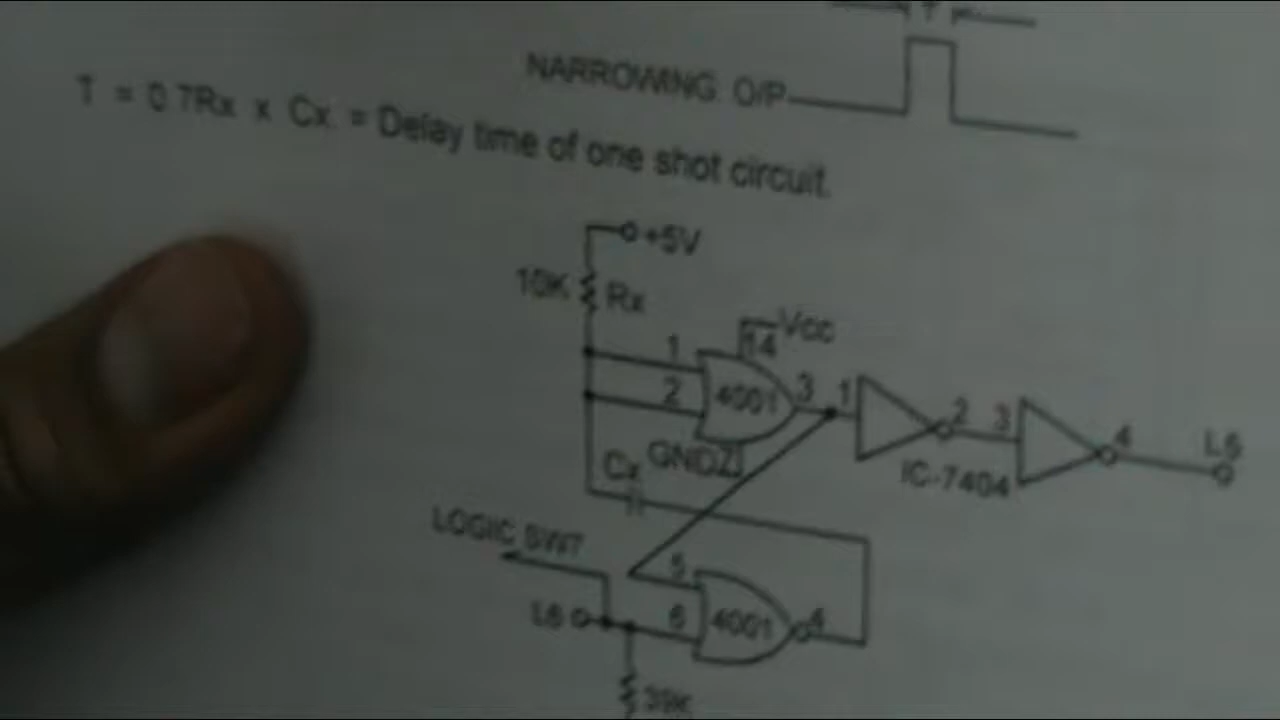 T
NARROWING. O/P
T = 0.7Rx x Cx. = Delay time of one shot circuit.
+5V
10K Rx
Vcc
14
1
2
4001
3
1
2
3
4
L5
IC-7404
GND
Cx
LOGIC SW7
5
6
4001
4
L6
39K